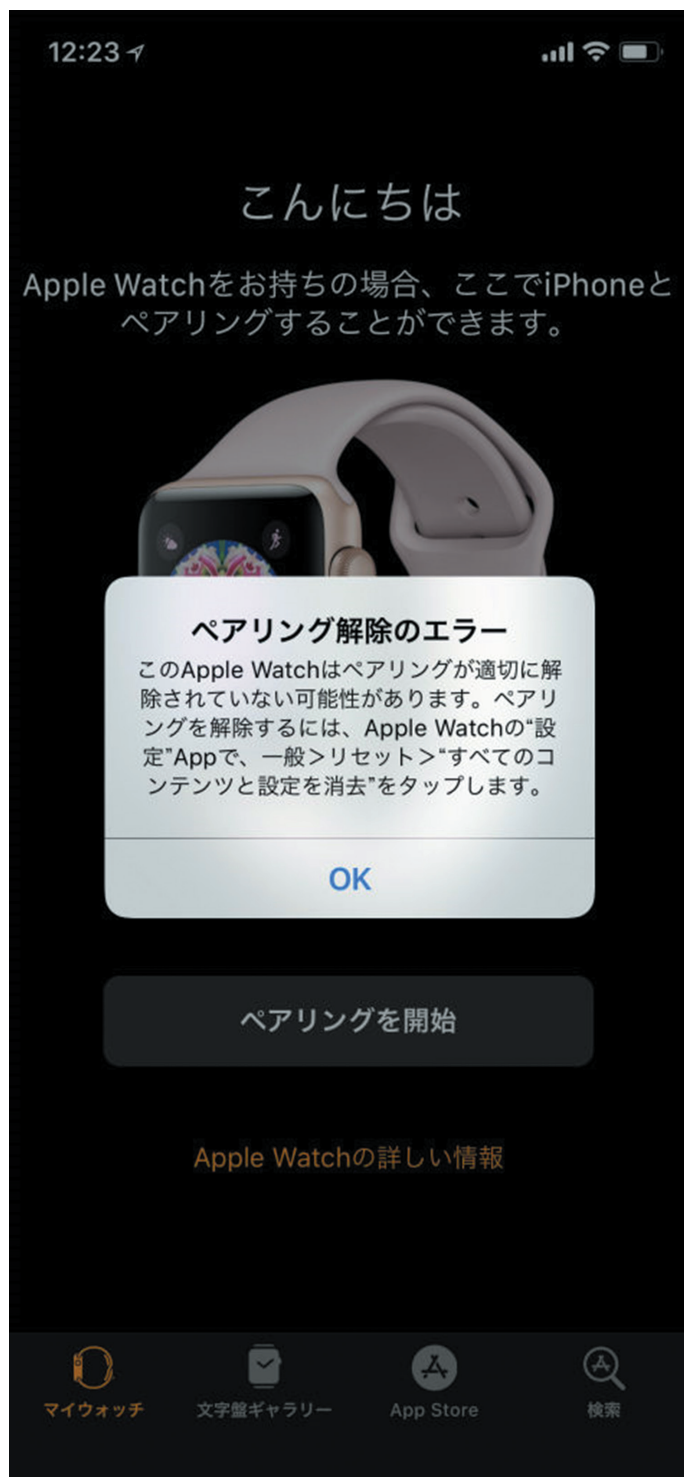 12:23
こんにちは
Apple Watchをお持ちの場合、ここでiPhoneと
ペアリングすることができます。
ペアリング解除のエラー
このApple Watchはペアリングが適切に解
除されていない可能性があります。ペアリ
ングを解除するには、Apple Watchの“設
定”Appで、一般＞リセット＞“すべてのコ
ンテンツと設定を消去”をタップします。
OK
ペアリングを開始
Apple Watchの詳しい情報
マイウォッチ
文字盤ギャラリー
App Store
検索